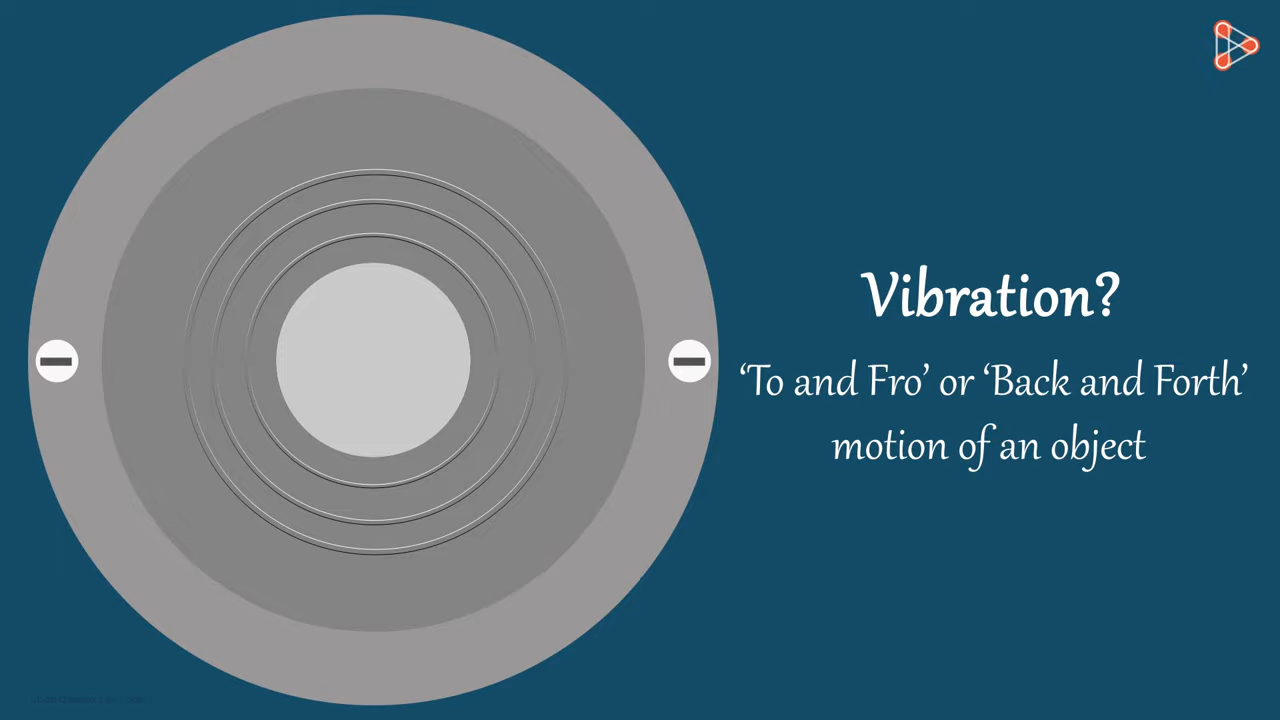 Vibration?
‘To and Fro’ or ‘Back and Forth’
motion of an object